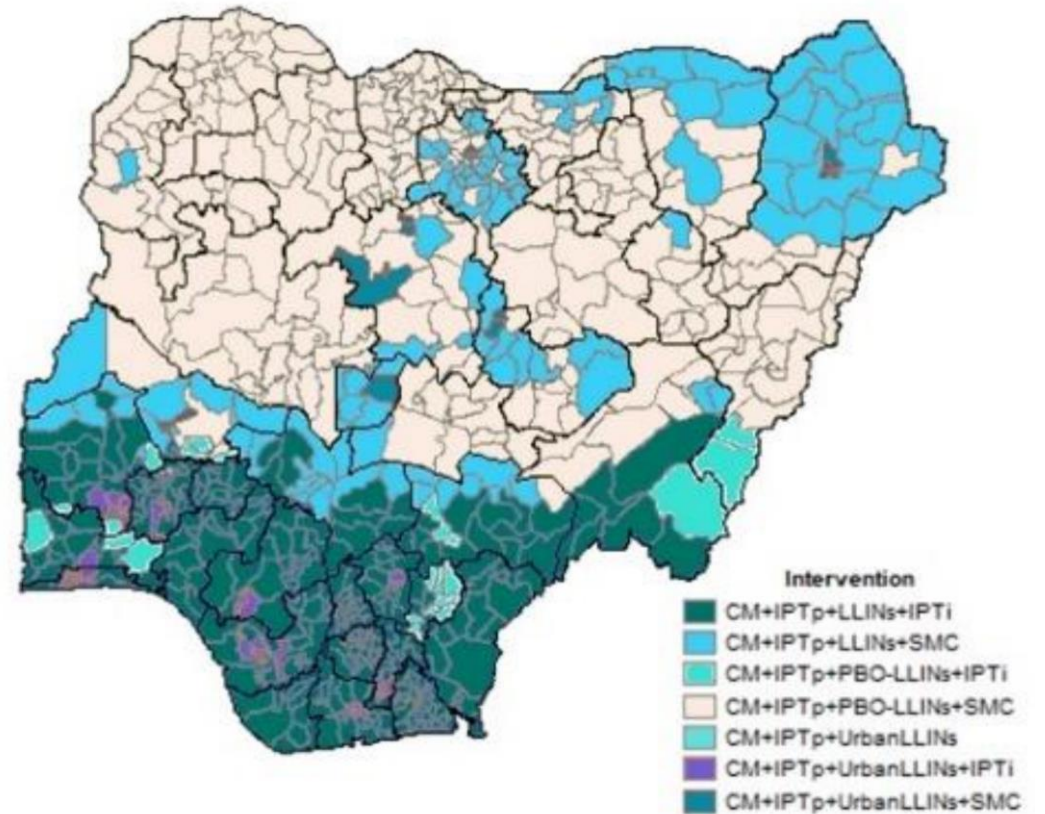 Intervention
CM+IPTp+LLINs+IPTi
CM+IPTp+LLINs+SMC
CM+IPTp+PBO-LLINs+IPTi
CM+IPTp+PBO-LLINs+SMC
CM+IPTp+UrbanLLINs
CM+IPTp+UrbanLLINs+IPTi
CM+IPTp+UrbanLLINs+SMC